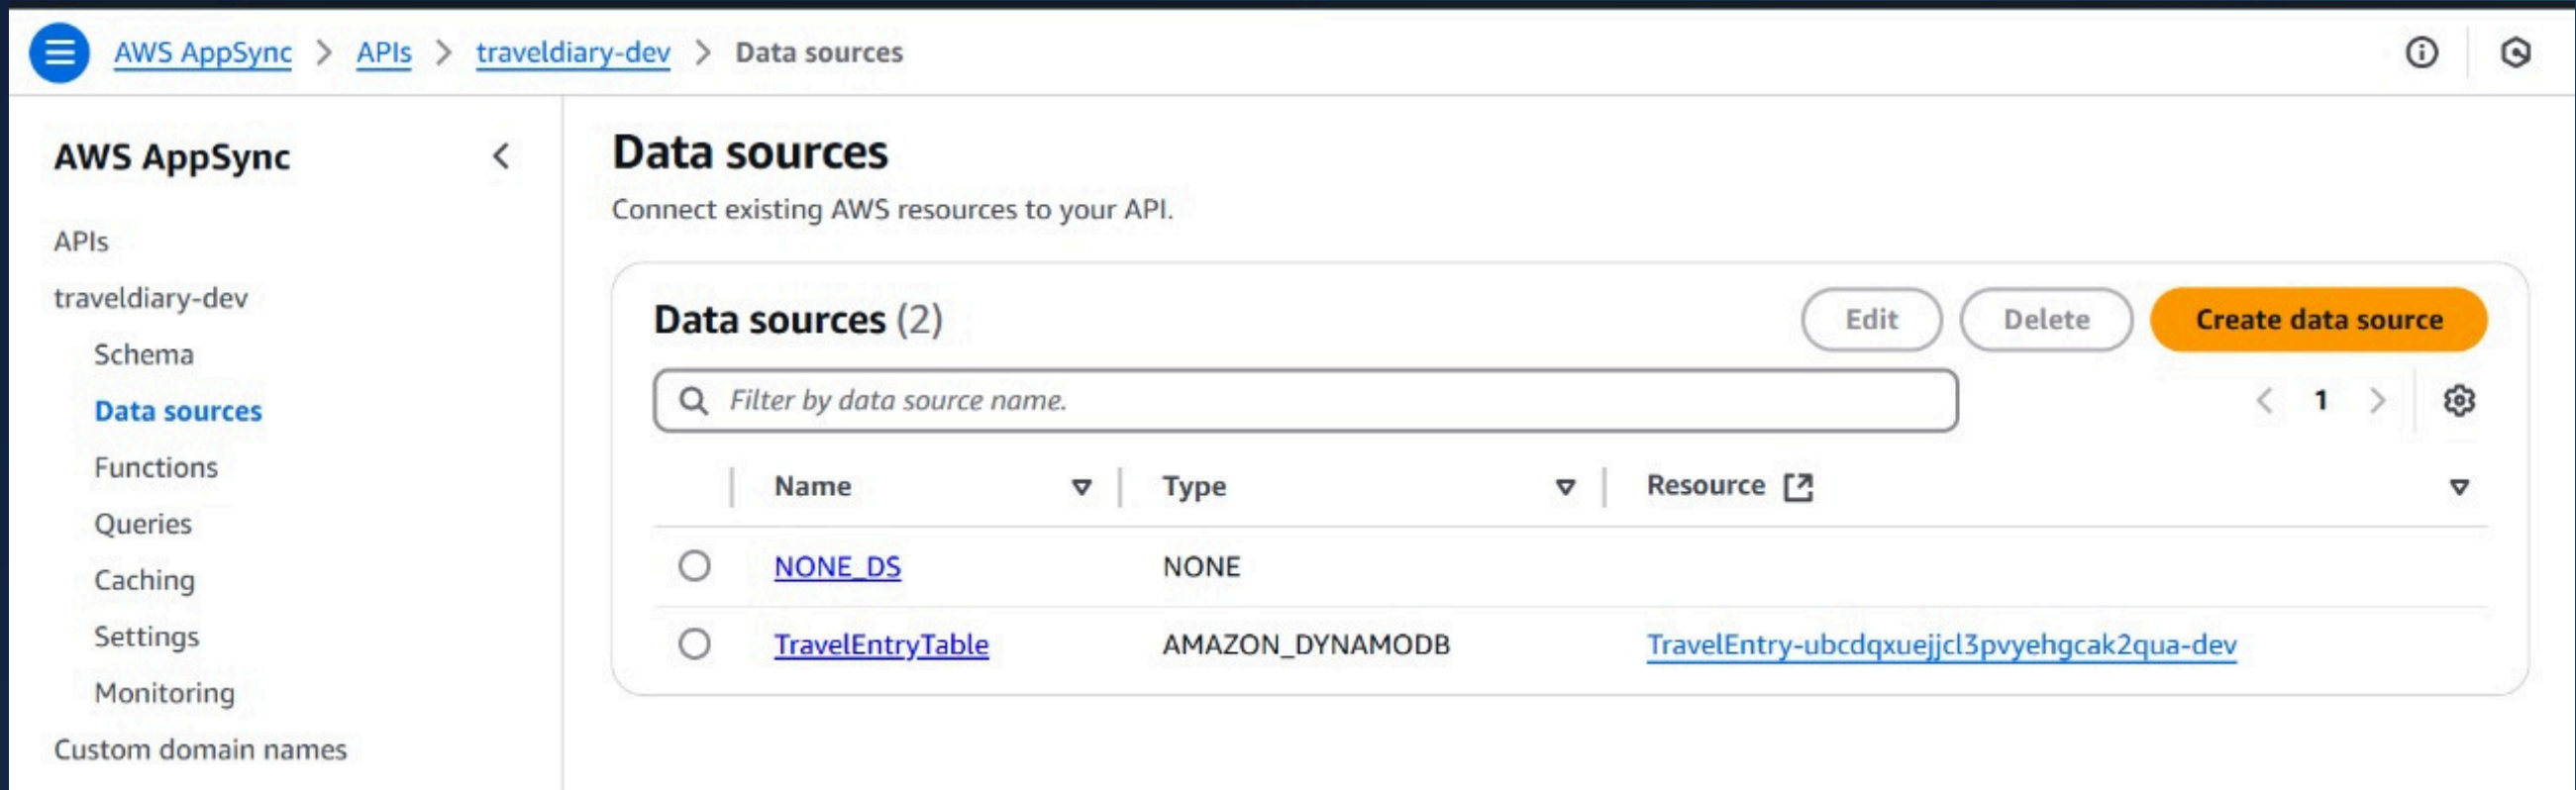 AWS AppSync > APIs > traveldiary-dev > Data sources
AWS AppSync
APIs
traveldiary-dev
Schema
Data sources
Functions
Queries
Caching
Settings
Monitoring
Custom domain names
Data sources
Connect existing AWS resources to your API.
Data sources (2)
Edit
Delete
Create data source
Filter by data source name.
1
Name
Type
Resource
NONE_DS
NONE
TravelEntryTable
AMAZON_DYNAMODB
TravelEntry-ubcdqxuejjcl3pvyehgcak2qua-dev